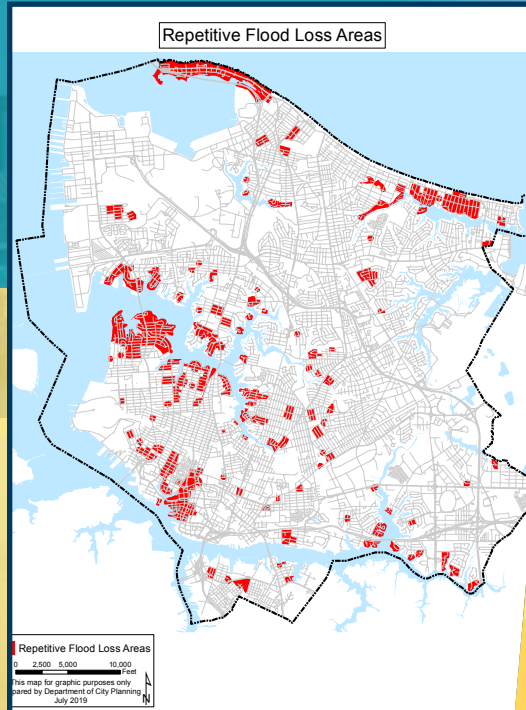 Repetitive Flood Loss Areas
Repetitive Flood Loss Areas
0 2,500 5,000 10,000
Feet
This map for graphic purposes only
pared by Department of City Planning
July 2019
N